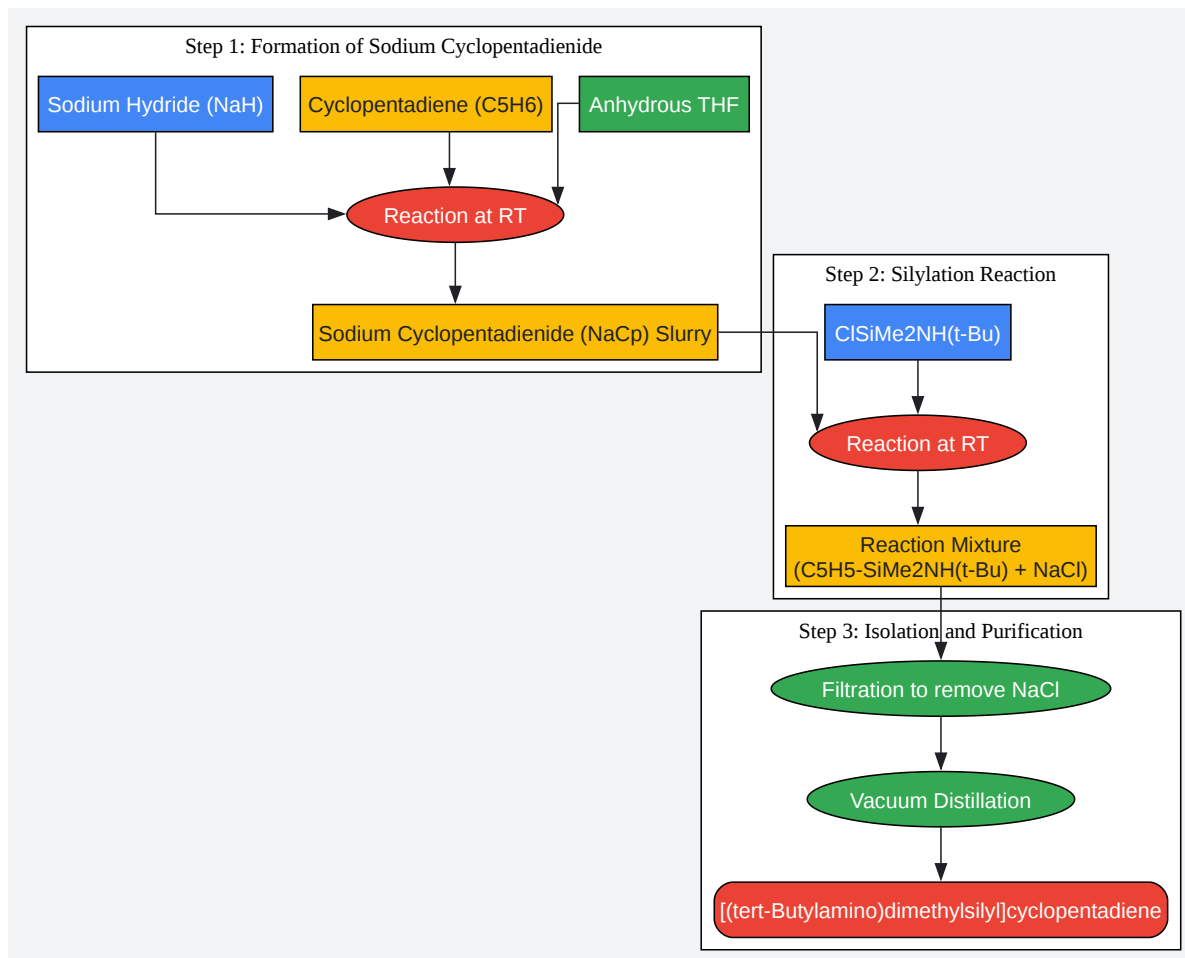 Step 1: Formation of Sodium Cyclopentadienide
Sodium Hydride (NaH)
Cyclopentadiene (C5H6)
Anhydrous THF
Reaction at RT
Sodium Cyclopentadienide (NaCp) Slurry
Step 2: Silylation Reaction
ClSiMe2NH(t-Bu)
Reaction at RT
Reaction Mixture
(C5H5-SiMe2NH(t-Bu) + NaCl)
Step 3: Isolation and Purification
Filtration to remove NaCl
Vacuum Distillation
[(tert-Butylamino)dimethylsilyl]cyclopentadiene